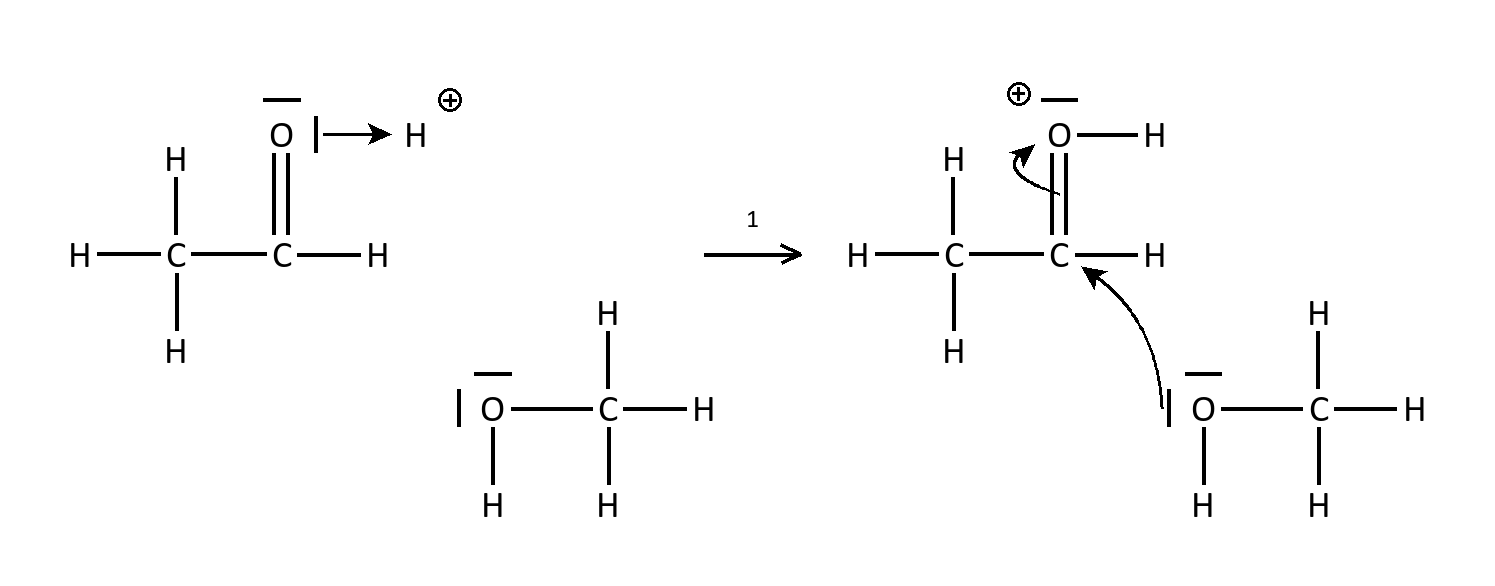 ⊕ ⊕
O H O H
H H
1
H C C H H C C H
H H
H H
O C H O C H
H H H H